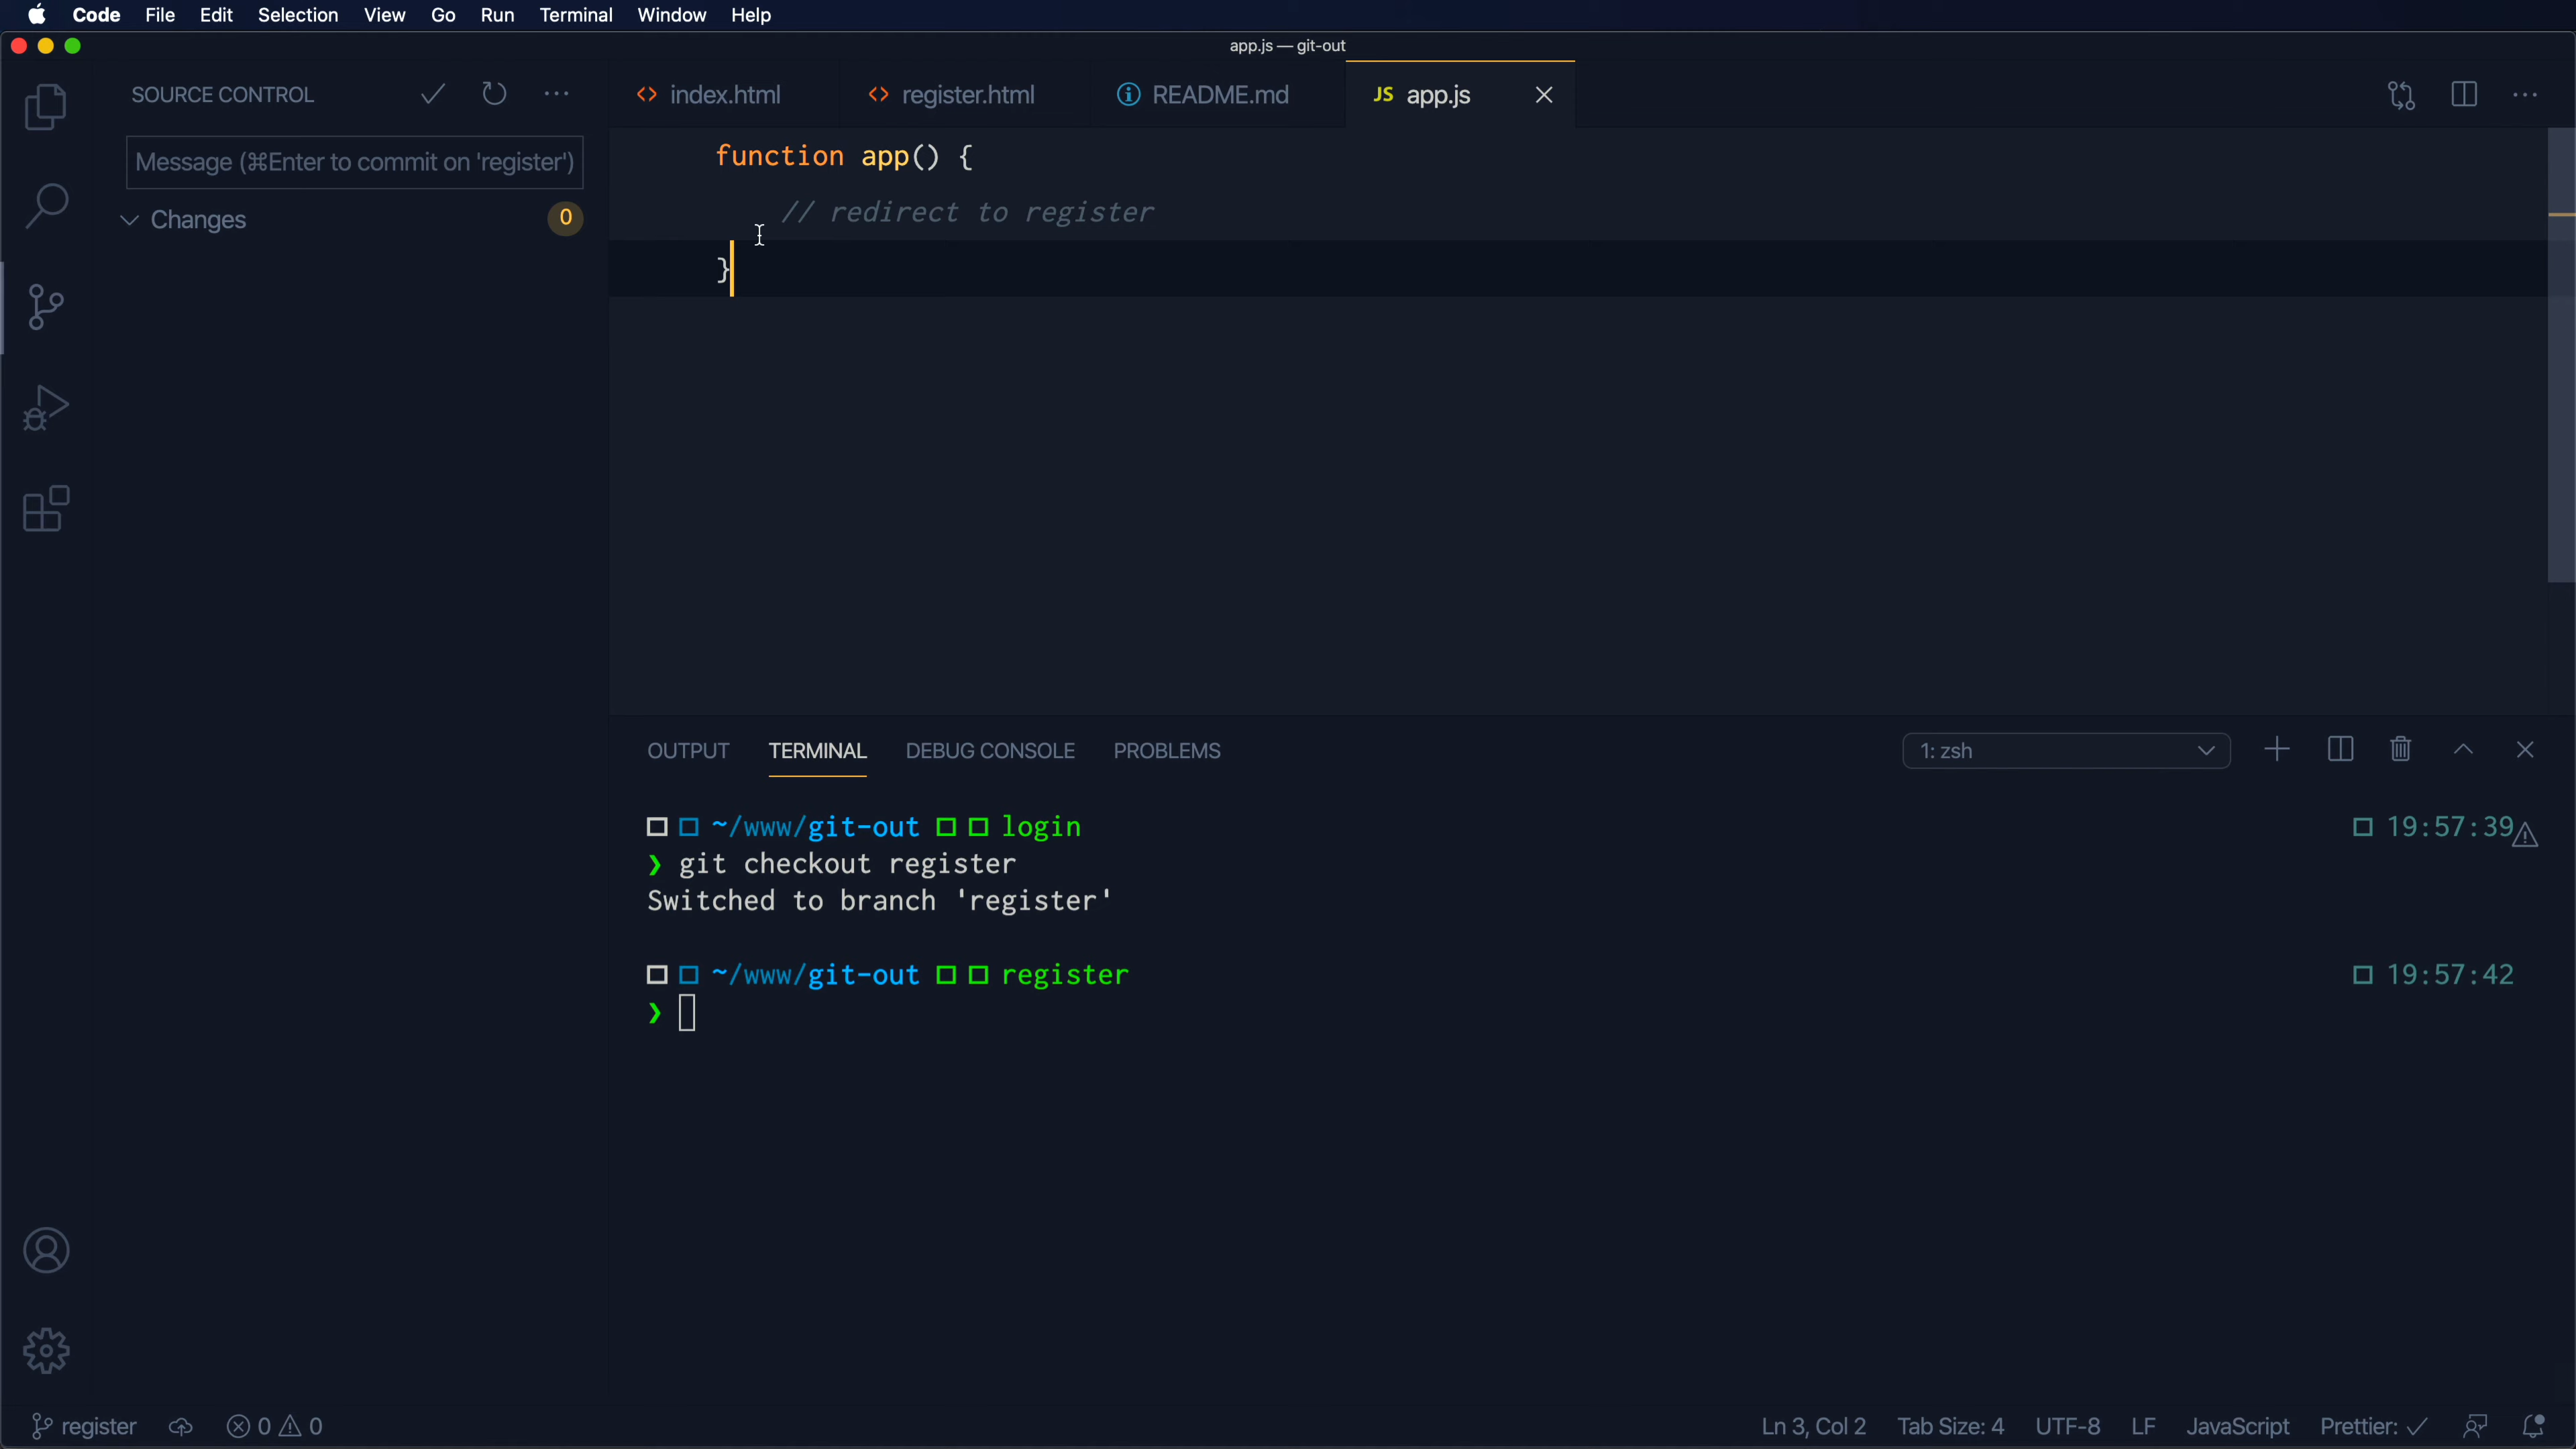 Code File Edit Selection View Go Run Terminal Window Help
app.js — git-out
SOURCE CONTROL
index.html
register.html
README.md
JS app.js
Message (⌘Enter to commit on 'register')
Changes
0
function app() {
// redirect to register
}
OUTPUT TERMINAL DEBUG CONSOLE PROBLEMS
1: zsh
~/www/git-out login 19:57:39
❯ git checkout register
Switched to branch 'register'
~/www/git-out register 19:57:42
❯
register 0 0 Ln 3, Col 2 Tab Size: 4 UTF-8 LF JavaScript Prettier: ✓